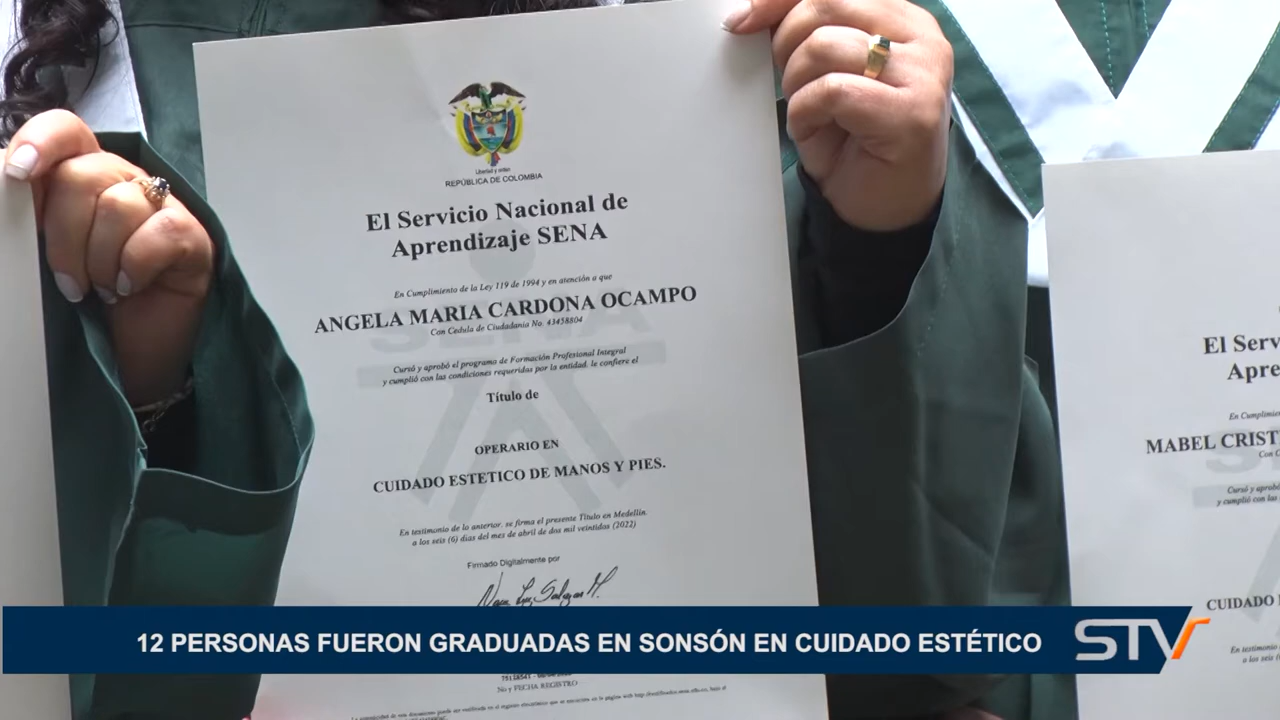 Libertad y orden
REPÚBLICA DE COLOMBIA
El Servicio Nacional de
Aprendizaje SENA
En Cumplimiento de la Ley 119 de 1994 y en atención a que
ANGELA MARIA CARDONA OCAMPO
Con Cedula de Ciudadania No. 43458804
Cursó y aprobó el programa de Formación Profesional Integral
y cumplió con las condiciones requeridas por la entidad, le confiere el
Título de
OPERARIO EN
CUIDADO ESTETICO DE MANOS Y PIES.
En testimonio de lo anterior, se firma el presente Título en Medellín.
a los seis (6) días del mes de abril de dos mil veintidos (2022)
Firmado Digitalmente por
No y FECHA REGISTRO
SENA
El Serv
Apre
En Cumplimien
MABEL CRIST
Con C
Cursó y aprobó
y cumplió con las
CUIDADO
En testimonio
a los seis (6)
12 PERSONAS FUERON GRADUADAS EN SONSÓN EN CUIDADO ESTÉTICO
STV